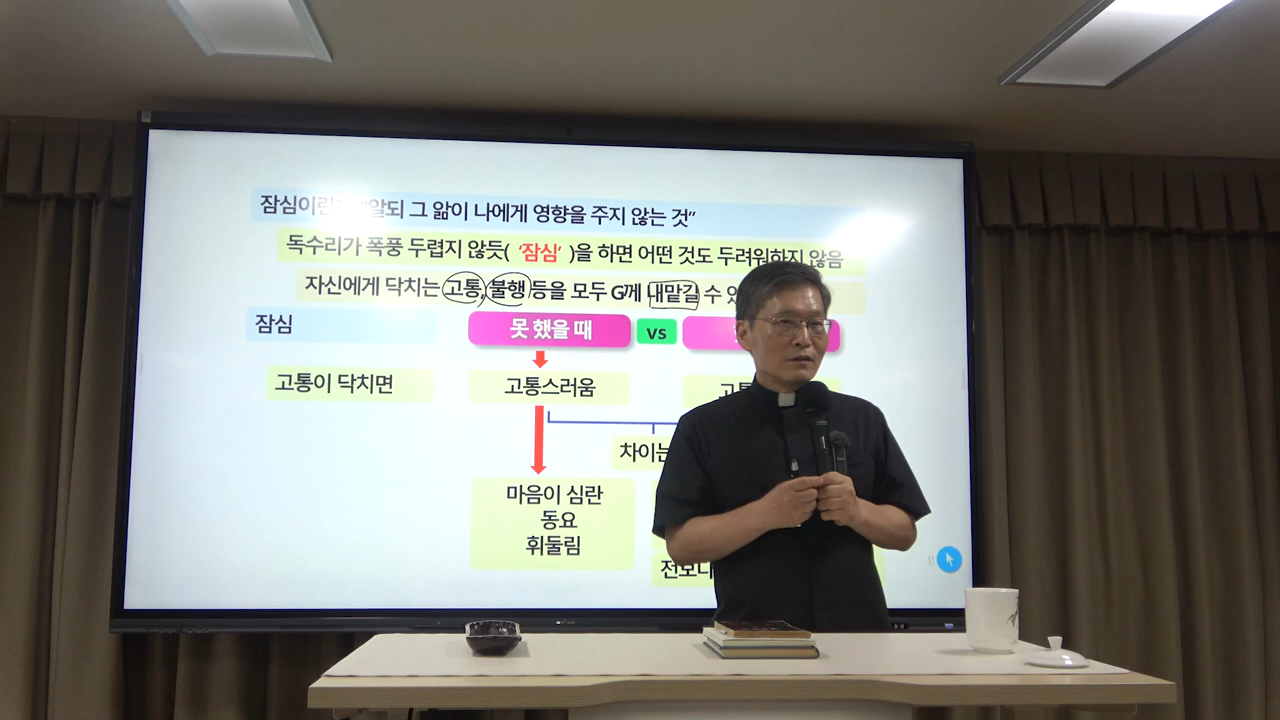 잠심이란? "알되 그 앎이 나에게 영향을 주지 않는 것"
독수리가 폭풍 두렵지 않듯( '잠심' )을 하면 어떤 것도 두려워하지 않음
자신에게 닥치는 고통, 불행 등을 모두 G께 내맡길 수
잠심 못 했을 때 vs
고통이 닥치면 고통스러움
차이는
마음이 심란
동요
휘둘림
전보다